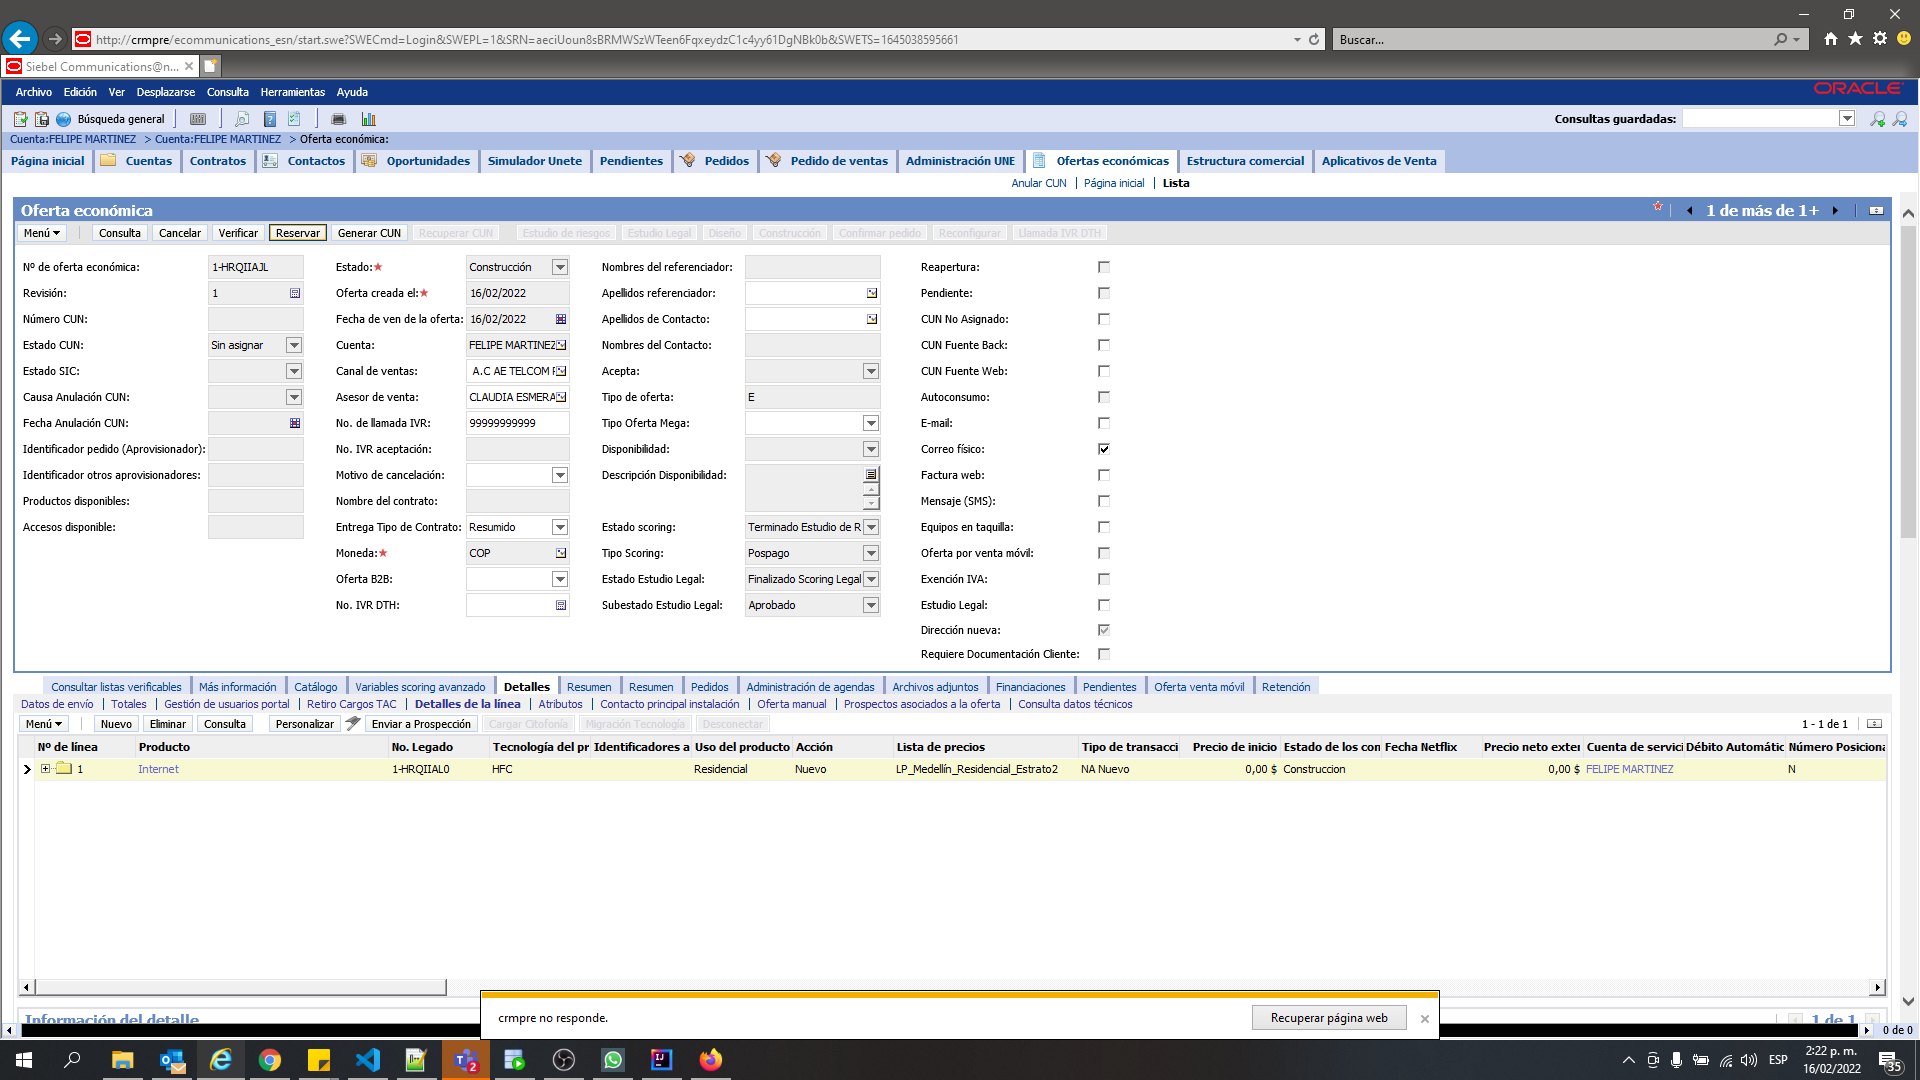 http://crmpre/ecommunications_esn/start.swe?SWECmd=Login&SWEPL=1&SRN=aeciUoun8sBRMWSzWTeen6FqxeydzC1c4yy61DgNBk0b&SWETS=1645038595661
Buscar...
Siebel Communications@n...
Archivo Edición Ver Desplazarse Consulta Herramientas Ayuda
ORACLE
Búsqueda general
Consultas guardadas:
Cuenta:FELIPE MARTINEZ > Cuenta:FELIPE MARTINEZ > Oferta económica:
Página inicial Cuentas Contratos Contactos Oportunidades Simulador Unete Pendientes Pedidos Pedido de ventas Administración UNE Ofertas económicas Estructura comercial Aplicativos de Venta
Anular CUN | Página inicial | Lista
Oferta económica
1 de más de 1+
Menú Consulta Cancelar Verificar Reservar Generar CUN Recuperar CUN Estudio de riesgos Estudio Legal Diseño Construcción Confirmar pedido Reconfigurar Llamada IVR DTH
Nº de oferta económica: 1-HRQIIAJL Estado:★ Construcción Nombres del referenciador: Reapertura:
Revisión: 1 Oferta creada el:★ 16/02/2022 Apellidos referenciador: Pendiente:
Número CUN: Fecha de ven de la oferta: 16/02/2022 Apellidos de Contacto: CUN No Asignado:
Estado CUN: Sin asignar Cuenta: FELIPE MARTINEZ Nombres del Contacto: CUN Fuente Back:
Estado SIC: Canal de ventas: A.C AE TELCOM Acepta: CUN Fuente Web:
Causa Anulación CUN: Asesor de venta: CLAUDIA ESMERA Tipo de oferta: E Autoconsumo:
Fecha Anulación CUN: No. de llamada IVR: 99999999999 Tipo Oferta Mega: E-mail:
Identificador pedido (Aprovisionador): No. IVR aceptación: Disponibilidad: Correo físico:
Identificador otros aprovisionadores: Motivo de cancelación: Descripción Disponibilidad: Factura web:
Productos disponibles: Nombre del contrato: Mensaje (SMS):
Accesos disponible: Entrega Tipo de Contrato: Resumido Estado scoring: Terminado Estudio de R Equipos en taquilla:
Moneda:★ COP Tipo Scoring: Pospago Oferta por venta móvil:
Oferta B2B: Estado Estudio Legal: Finalizado Scoring Legal Exención IVA:
No. IVR DTH: Subestado Estudio Legal: Aprobado Estudio Legal:
Dirección nueva:
Requiere Documentación Cliente:
Consultar listas verificables Más información Catálogo Variables scoring avanzado Detalles Resumen Resumen Pedidos Administración de agendas Archivos adjuntos Financiaciones Pendientes Oferta venta móvil Retención
Datos de envío | Totales | Gestión de usuarios portal | Retiro Cargos TAC | Detalles de la línea | Atributos | Contacto principal instalación | Oferta manual | Prospectos asociados a la oferta | Consulta datos técnicos
Menú Nuevo Eliminar Consulta Personalizar Enviar a Prospección Cargar Citofonía Migración Tecnología Desconectar 1 - 1 de 1
Nº de línea Producto No. Legado Tecnología del pr Identificadores a Uso del producto Acción Lista de precios Tipo de transacci Precio de inicio Estado de los con Fecha Netflix Precio neto exter Cuenta de servici Débito Automátic Número Posiciona
1 Internet 1-HRQIIAL0 HFC Residencial Nuevo LP_Medellín_Residencial_Estrato2 NA Nuevo 0,00 $ Construccion 0,00 $ FELIPE MARTINEZ N
Información del detalle
1 de 1
crmpre no responde.
Recuperar página web
0 de 0
ESP
2:22 p. m.
16/02/2022
2
35